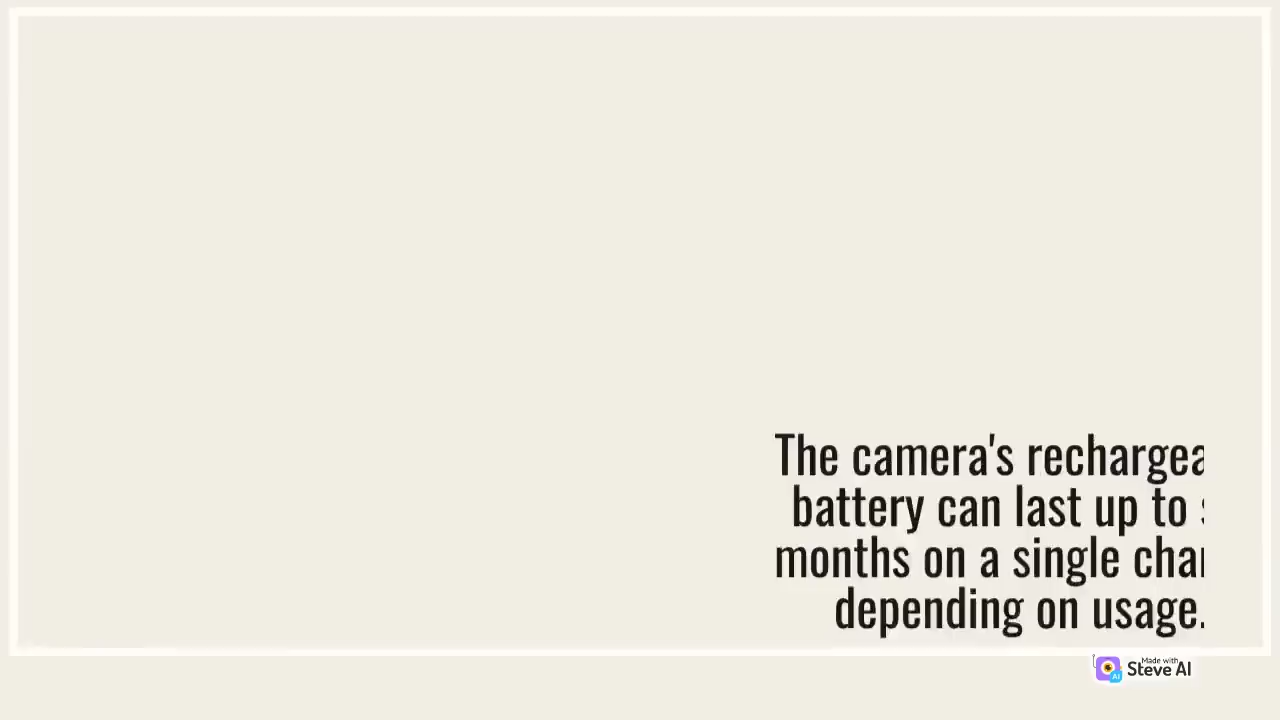 The camera's rechargea
battery can last up to
months on a single char
depending on usage.
Made with
Steve AI
AI